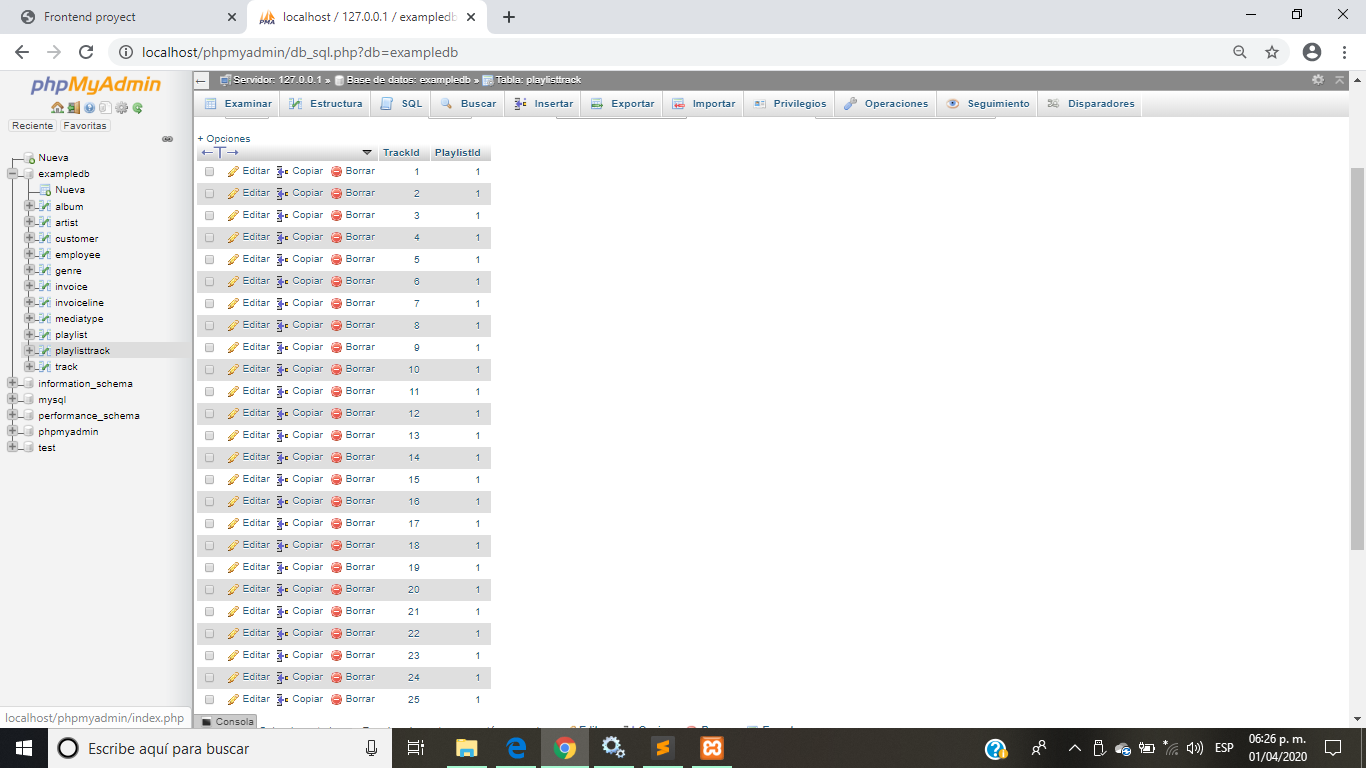 Frontend proyect
localhost / 127.0.0.1 / exampledb
localhost/phpmyadmin/db_sql.php?db=exampledb
phpMyAdmin
Reciente Favoritas
Nueva
exampledb
Nueva
album
artist
customer
employee
genre
invoice
invoiceline
mediatype
playlist
playlisttrack
track
information_schema
mysql
performance_schema
phpmyadmin
test
localhost/phpmyadmin/index.php
Servidor: 127.0.0.1 » Base de datos: exampledb » Tabla: playlisttrack
Examinar Estructura SQL Buscar Insertar Exportar Importar Privilegios Operaciones Seguimiento Disparadores
+ Opciones
←T→ TrackId PlaylistId
Editar Copiar Borrar 1 1
Editar Copiar Borrar 2 1
Editar Copiar Borrar 3 1
Editar Copiar Borrar 4 1
Editar Copiar Borrar 5 1
Editar Copiar Borrar 6 1
Editar Copiar Borrar 7 1
Editar Copiar Borrar 8 1
Editar Copiar Borrar 9 1
Editar Copiar Borrar 10 1
Editar Copiar Borrar 11 1
Editar Copiar Borrar 12 1
Editar Copiar Borrar 13 1
Editar Copiar Borrar 14 1
Editar Copiar Borrar 15 1
Editar Copiar Borrar 16 1
Editar Copiar Borrar 17 1
Editar Copiar Borrar 18 1
Editar Copiar Borrar 19 1
Editar Copiar Borrar 20 1
Editar Copiar Borrar 21 1
Editar Copiar Borrar 22 1
Editar Copiar Borrar 23 1
Editar Copiar Borrar 24 1
Editar Copiar Borrar 25 1
Consola
Escribe aquí para buscar
ESP
06:26 p. m.
01/04/2020